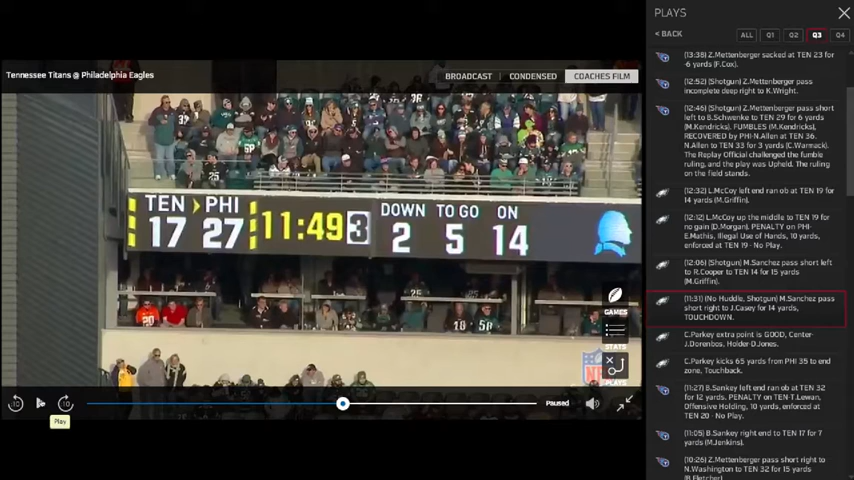 PLAYS
< BACK
ALL Q1 Q2 Q3 Q4
Tennessee Titans @ Philadelphia Eagles
BROADCAST CONDENSED COACHES FILM
TEN PHI 11:49 3 DOWN TO GO ON
17 27 2 5 14
GAMES
STATS
PLAYS
10 10 Paused
Play
(13:38) Z.Mettenberger sacked at TEN 23 for
-6 yards (F.Cox).
(12:52) (Shotgun) Z.Mettenberger pass
incomplete deep right to K.Wright.
(12:46) (Shotgun) Z.Mettenberger pass short
left to B.Schwenke to TEN 29 for 6 yards
(M.Kendricks). FUMBLES (M.Kendricks),
RECOVERED by PHI-N.Allen at TEN 36.
N.Allen to TEN 33 for 3 yards (C.Warmack).
The Replay Official challenged the fumble
ruling, and the play was Upheld. The ruling
on the field stands.
(12:32) L.McCoy left end ran ob at TEN 19 for
14 yards (M.Griffin).
(12:12) L.McCoy up the middle to TEN 19 for
no gain (D.Morgan). PENALTY on PHI-
E.Mathis, Illegal Use of Hands, 10 yards,
enforced at TEN 19 - No Play.
(12:06) (Shotgun) M.Sanchez pass short left
to R.Cooper to TEN 14 for 15 yards
(M.Griffin).
(11:31) (No Huddle, Shotgun) M.Sanchez pass
short right to J.Casey for 14 yards,
TOUCHDOWN.
C.Parkey extra point is GOOD, Center-
J.Dorenbos, Holder-D.Jones.
C.Parkey kicks 65 yards from PHI 35 to end
zone, Touchback.
(11:27) B.Sankey left end ran ob at TEN 32
for 12 yards. PENALTY on TEN-T.Lewan,
Offensive Holding, 10 yards, enforced at
TEN 20 - No Play.
(11:05) B.Sankey right end to TEN 17 for 7
yards (M.Jenkins).
(10:26) Z.Mettenberger pass short right to
N.Washington to TEN 32 for 15 yards
(B.Fletcher)